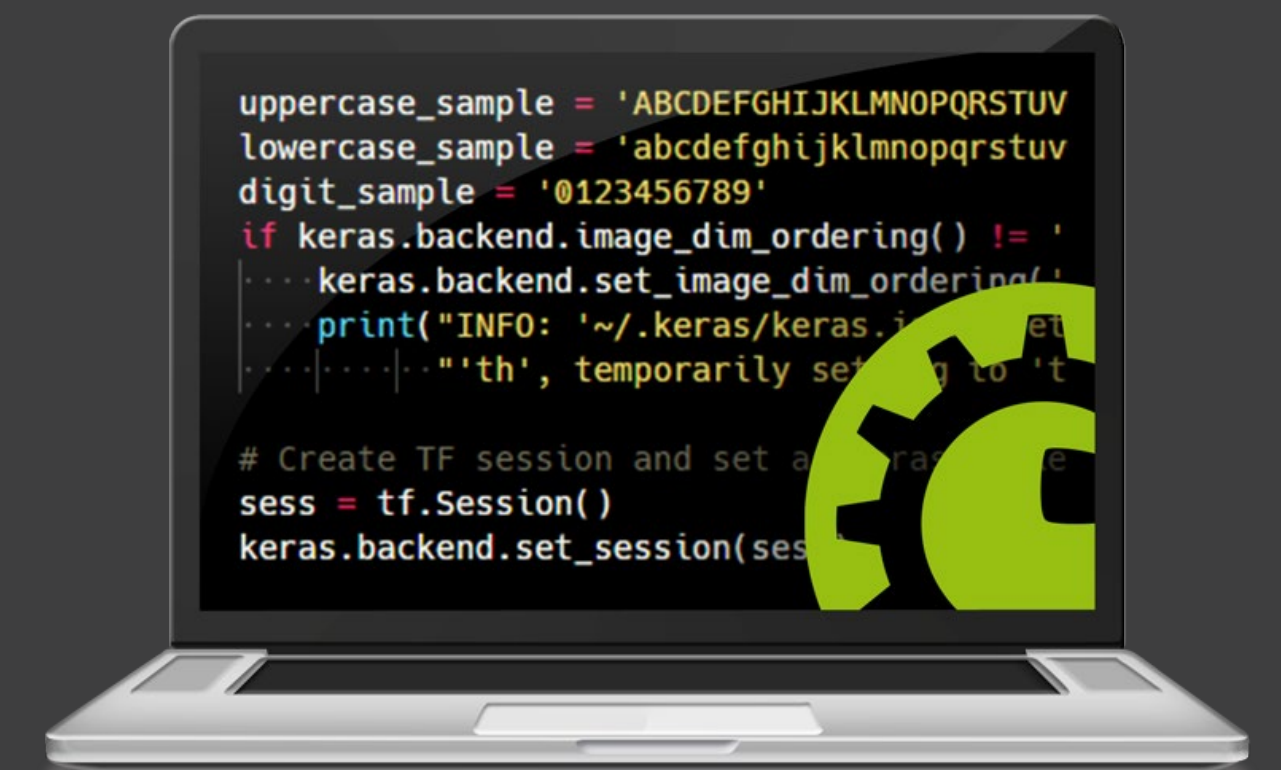 uppercase_sample = 'ABCDEFGHIJKLMNOPQRSTUV
lowercase_sample = 'abcdefghijklmnopqrstuv
digit_sample = '0123456789'
if keras.backend.image_dim_ordering() != '
keras.backend.set_image_dim_ordering('
print("INFO: '~/.keras/keras.
"'th', temporarily to 't
# Create TF session and set
sess = tf.Session()
keras.backend.set_session(ses